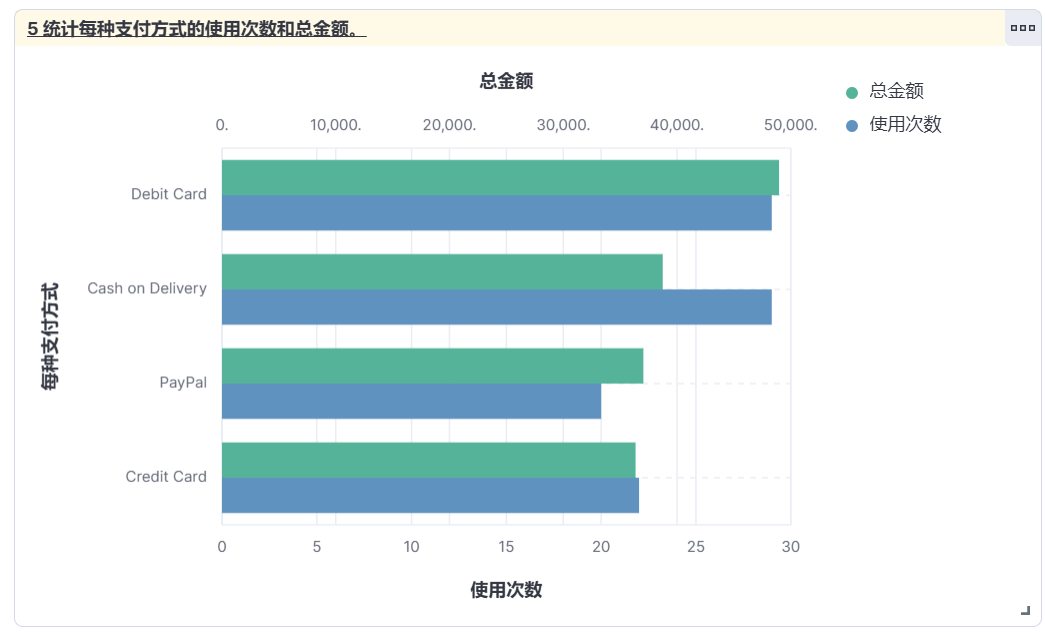 5 统计每种支付方式的使用次数和总金额。
总金额
总金额
使用次数
0. 10,000. 20,000. 30,000. 40,000. 50,000.
Debit Card
Cash on Delivery
每种支付方式
PayPal
Credit Card
0 5 10 15 20 25 30
使用次数